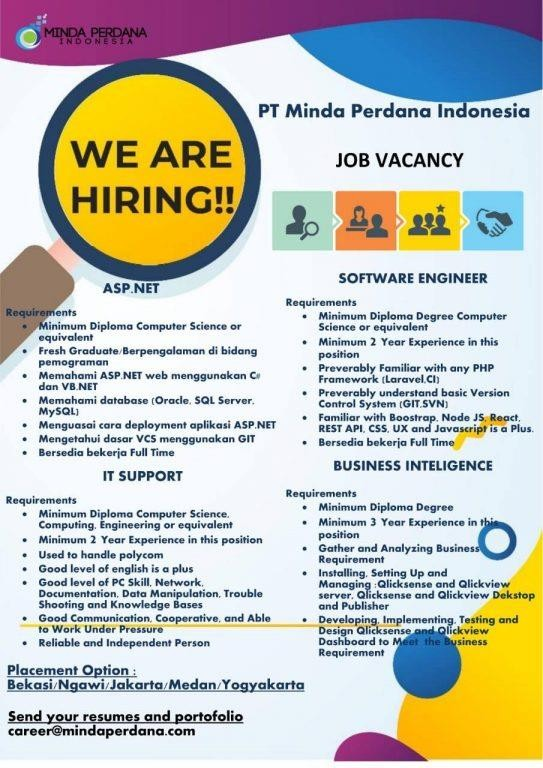 MINDA PERDANA
INDONESIA
PT Minda Perdana Indonesia
WE ARE
HIRING!!
JOB VACANCY
ASP.NET
Requirements
• Minimum Diploma Computer Science or
equivalent
• Fresh Graduate/Berpengalaman di bidang
pemograman
• Memahami ASP.NET web menggunakan C#
dan VB.NET
• Memahami database (Oracle, SQL Server,
MySQL)
• Menguasai cara deployment aplikasi ASP.NET
• Mengetahui dasar VCS menggunakan GIT
• Bersedia bekerja Full Time
SOFTWARE ENGINEER
Requirements
• Minimum Diploma Degree Computer
Science or equivalent
• Minimum 2 Year Experience in this
position
• Preverably Familiar with any PHP
Framework (Laravel,CI)
• Preverably understand basic Version
Control System (GIT,SVN)
• Familiar with Boostrap, Node JS, React,
REST API, CSS, UX and Javascript is a Plus.
• Bersedia bekerja Full Time
IT SUPPORT
Requirements
• Minimum Diploma Computer Science,
Computing, Engineering or equivalent
• Minimum 2 Year Experience in this position
• Used to handle polycom
• Good level of english is a plus
• Good level of PC Skill, Network,
Documentation, Data Manipulation, Trouble
Shooting and Knowledge Bases
• Good Communication, Cooperative, and Able
to Work Under Pressure
• Reliable and Independent Person
BUSINESS INTELIGENCE
Requirements
• Minimum Diploma Degree
• Minimum 3 Year Experience in this
position
• Gather and Analyzing Business
Requirement
• Installing, Setting Up and
Managing :Qlicksense and Qlickview
server, Qlicksense and Qlickview Dekstop
and Publisher
• Developing, Implementing, Testing and
Design Qlicksense and Qlickview
Dashboard to Meet the Business
Requirement
Placement Option :
Bekasi/Ngawi/Jakarta/Medan/Yogyakarta
Send your resumes and portofolio
career@mindaperdana.com